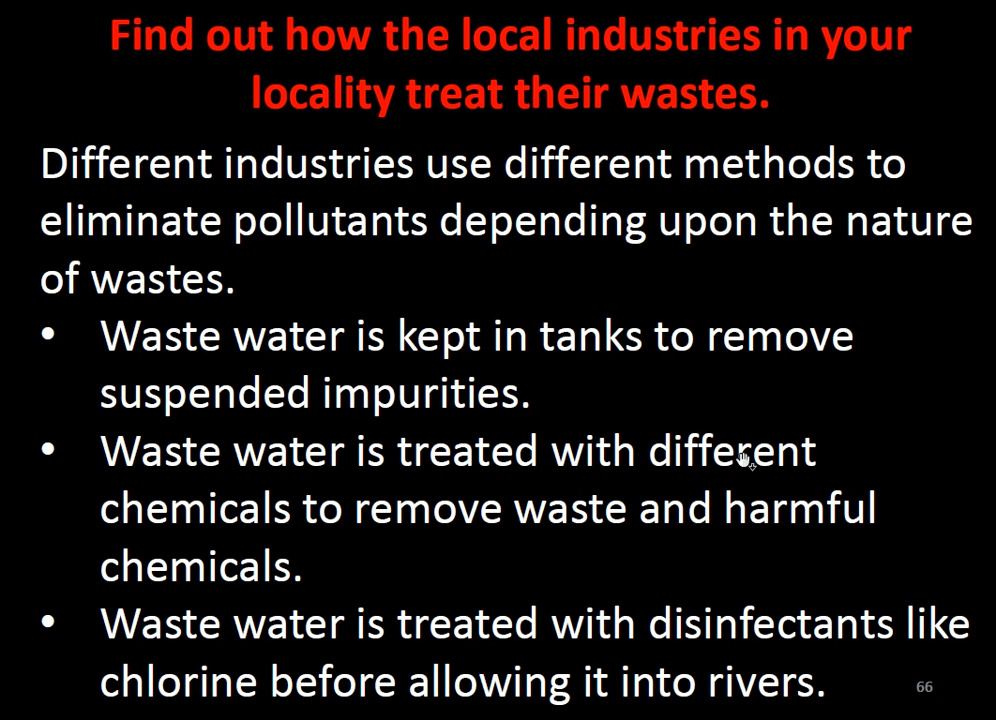 Find out how the local industries in your
locality treat their wastes.
Different industries use different methods to
eliminate pollutants depending upon the nature
of wastes.
• Waste water is kept in tanks to remove
suspended impurities.
• Waste water is treated with different
chemicals to remove waste and harmful
chemicals.
• Waste water is treated with disinfectants like
chlorine before allowing it into rivers.
66